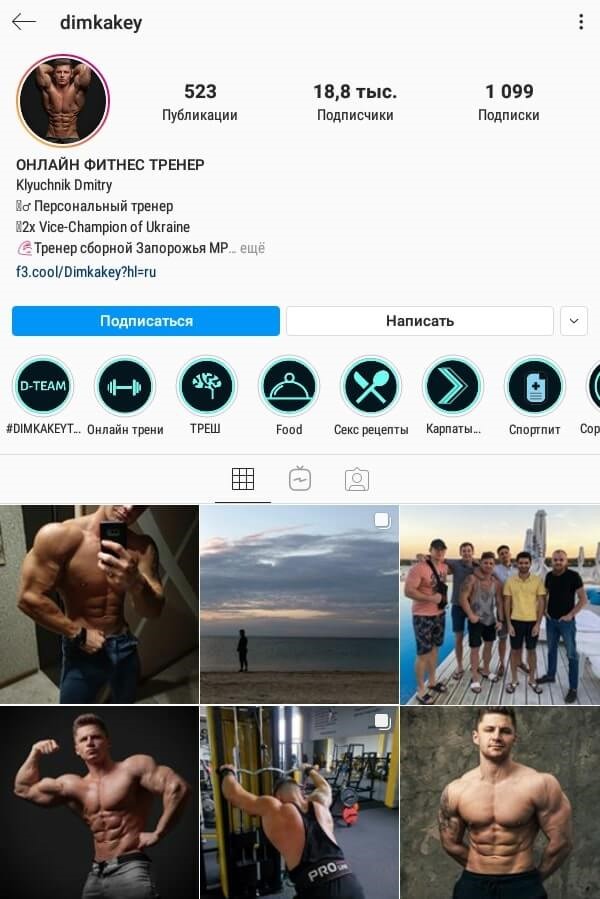 dimkakey
523
18,8 тыс.
1 099
Публикации
Подписчики
Подписки
ОНЛАЙН ФИТНЕС ТРЕНЕР
Klyuchnik Dmitry
♂ Персональный тренер
2x Vice-Champion of Ukraine
Тренер сборной Запорожья МР... ещё
f3.cool/Dimkakey?hl=ru
Подписаться
Написать
D-TEAM
#DIMKAKEYT...
Онлайн трени
ТРЕШ
Food
Секс рецепты
Карпаты...
Спортпит
Сор
PRO